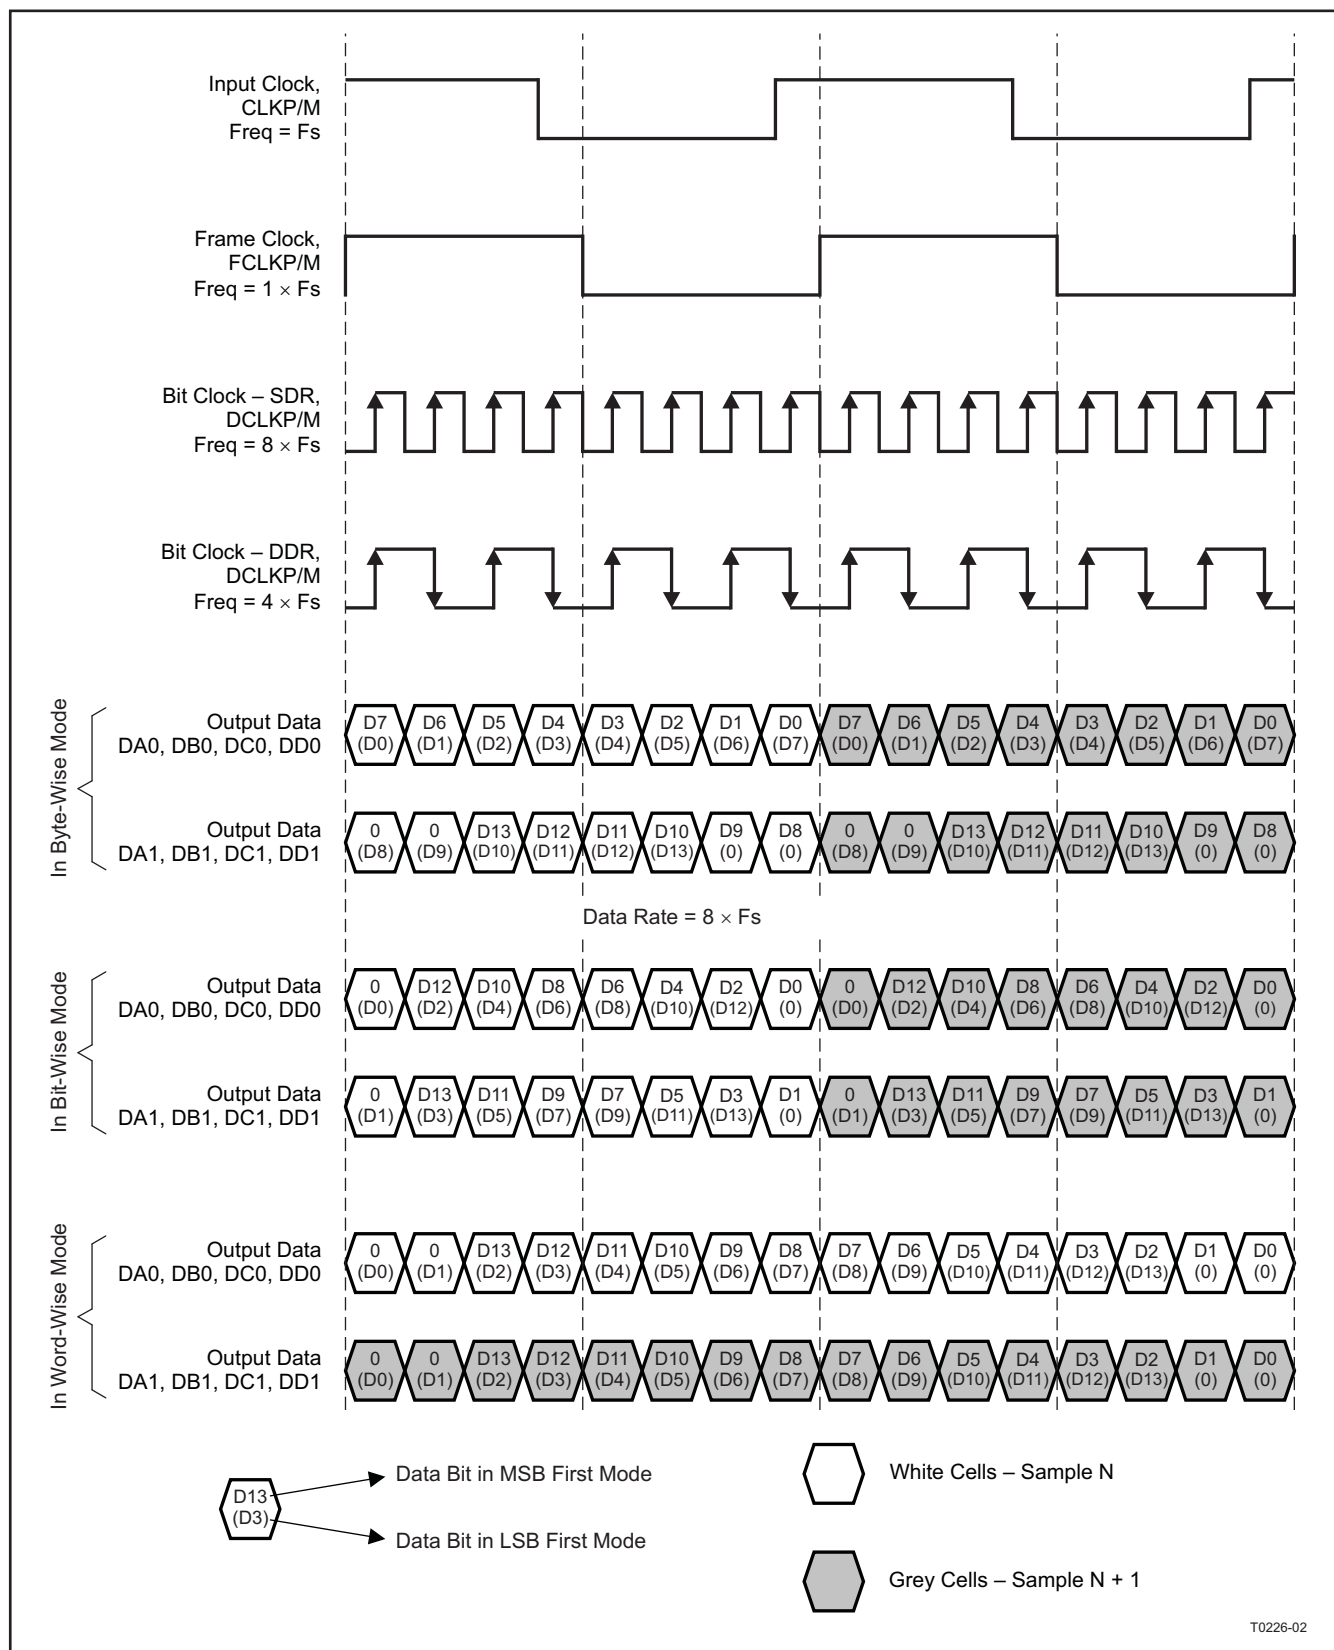 Input Clock,
CLKP/M
Freq = Fs
Frame Clock,
FCLKP/M
Freq = 1 × Fs
Bit Clock – SDR,
DCLKP/M
Freq = 8 × Fs
Bit Clock – DDR,
DCLKP/M
Freq = 4 × Fs
In Byte-Wise Mode
Output Data
DA0, DB0, DC0, DD0
D7 D6 D5 D4 D3 D2 D1 D0 D7 D6 D5 D4 D3 D2 D1 D0
(D0) (D1) (D2) (D3) (D4) (D5) (D6) (D7) (D0) (D1) (D2) (D3) (D4) (D5) (D6) (D7)
Output Data
DA1, DB1, DC1, DD1
0 0 D13 D12 D11 D10 D9 D8 0 0 D13 D12 D11 D10 D9 D8
(D8) (D9) (D10) (D11) (D12) (D13) (0) (0) (D8) (D9) (D10) (D11) (D12) (D13) (0) (0)
Data Rate = 8 × Fs
In Bit-Wise Mode
Output Data
DA0, DB0, DC0, DD0
0 D12 D10 D8 D6 D4 D2 D0 0 D12 D10 D8 D6 D4 D2 D0
(D0) (D2) (D4) (D6) (D8) (D10) (D12) (0) (D0) (D2) (D4) (D6) (D8) (D10) (D12) (0)
Output Data
DA1, DB1, DC1, DD1
0 D13 D11 D9 D7 D5 D3 D1 0 D13 D11 D9 D7 D5 D3 D1
(D1) (D3) (D5) (D7) (D9) (D11) (D13) (0) (D1) (D3) (D5) (D7) (D9) (D11) (D13) (0)
In Word-Wise Mode
Output Data
DA0, DB0, DC0, DD0
0 0 D13 D12 D11 D10 D9 D8 D7 D6 D5 D4 D3 D2 D1 D0
(D0) (D1) (D2) (D3) (D4) (D5) (D6) (D7) (D8) (D9) (D10) (D11) (D12) (D13) (0) (0)
Output Data
DA1, DB1, DC1, DD1
0 0 D13 D12 D11 D10 D9 D8 D7 D6 D5 D4 D3 D2 D1 D0
(D0) (D1) (D2) (D3) (D4) (D5) (D6) (D7) (D8) (D9) (D10) (D11) (D12) (D13) (0) (0)
D13
(D3)
Data Bit in MSB First Mode
Data Bit in LSB First Mode
White Cells – Sample N
Grey Cells – Sample N + 1
T0226-02